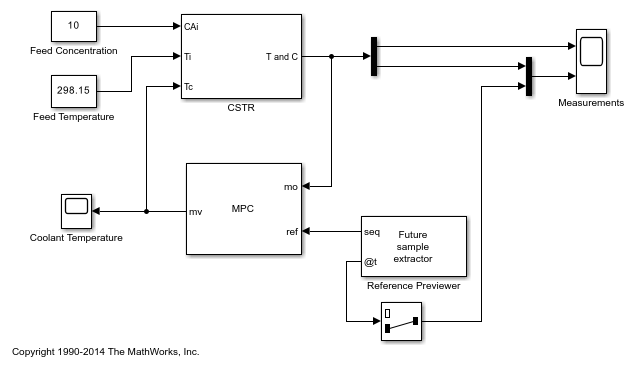 10
Feed Concentration
298.15
Feed Temperature
CAi
Ti
Tc
T and C
CSTR
Measurements
Coolant Temperature
mv
MPC
mo
ref
seq
@t
Future
sample
extractor
Reference Previewer
Copyright 1990-2014 The MathWorks, Inc.